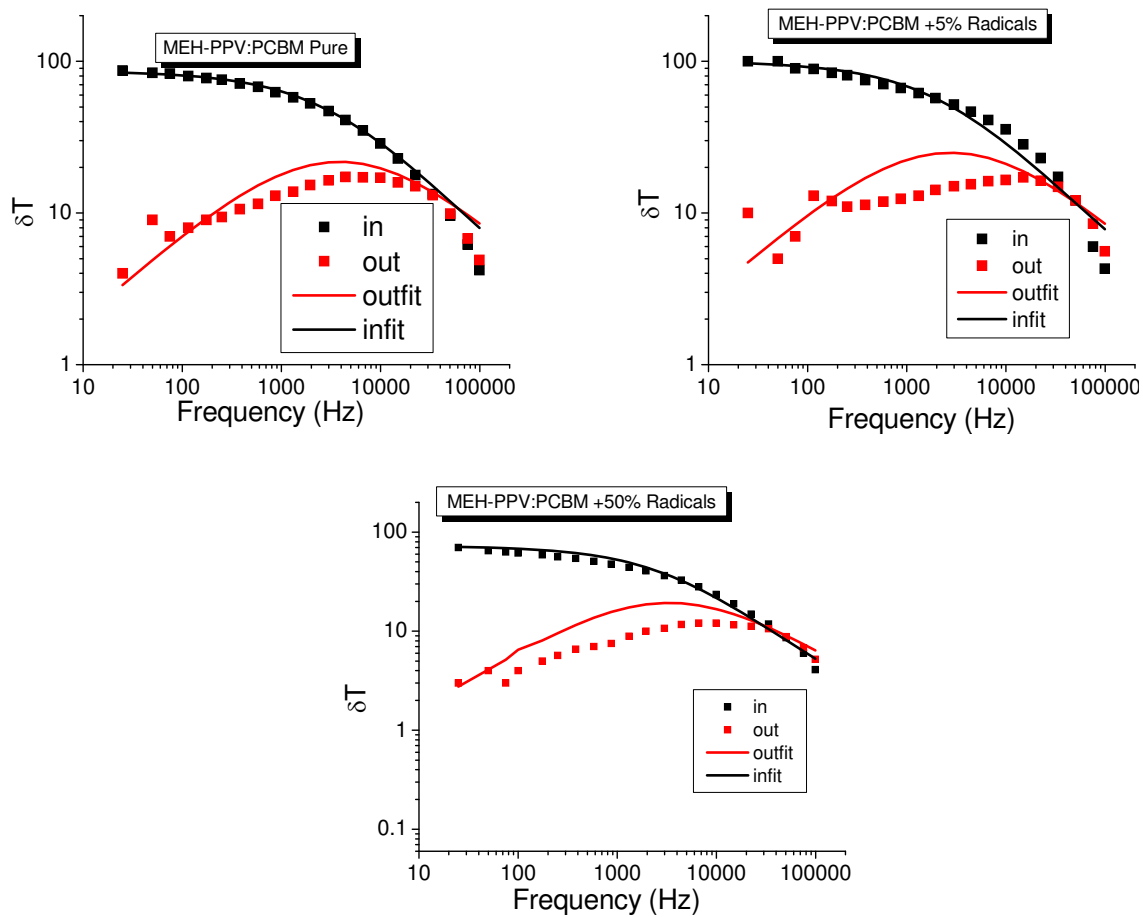 MEH-PPV:PCBM Pure
100
10
1
δT
in
out
outfit
infit
10 100 1000 10000 100000
Frequency (Hz)
MEH-PPV:PCBM +5% Radicals
100
10
1
δT
in
out
outfit
infit
10 100 1000 10000 100000
Frequency (Hz)
MEH-PPV:PCBM +50% Radicals
100
10
1
0.1
δT
in
out
outfit
infit
10 100 1000 10000 100000
Frequency (Hz)